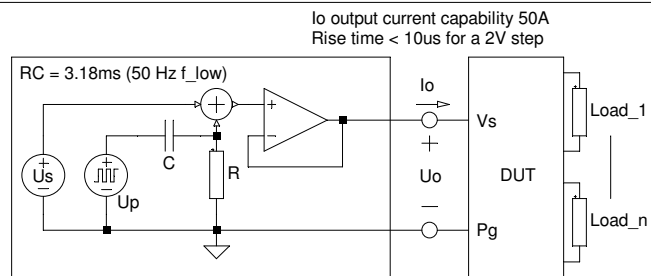 Io output current capability 50A
Rise time < 10us for a 2V step
RC = 3.18ms (50 Hz f_low)
Io
Load_1
+
+
−
Vs
C
+
Us
−
+
Up
−
R
+
Uo
−
DUT
Pg
Load_n